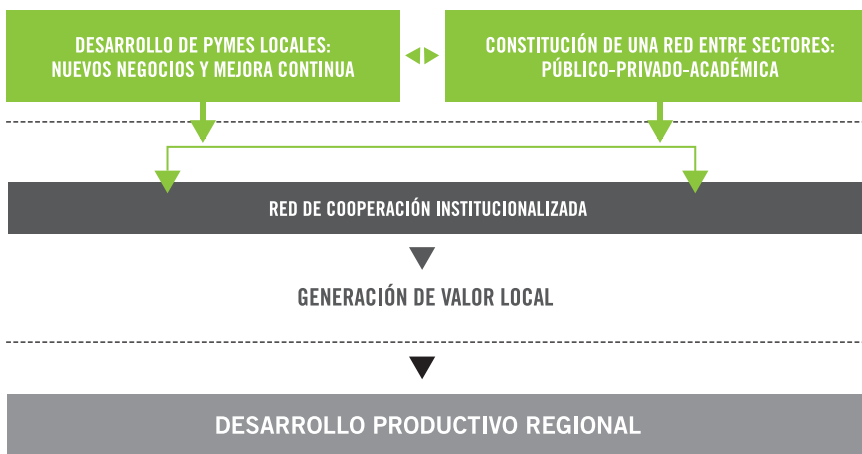 DESARROLLO DE PYMES LOCALES:
NUEVOS NEGOCIOS Y MEJORA CONTINUA
CONSTITUCIÓN DE UNA RED ENTRE SECTORES:
PÚBLICO-PRIVADO-ACADÉMICA
RED DE COOPERACIÓN INSTITUCIONALIZADA
GENERACIÓN DE VALOR LOCAL
DESARROLLO PRODUCTIVO REGIONAL